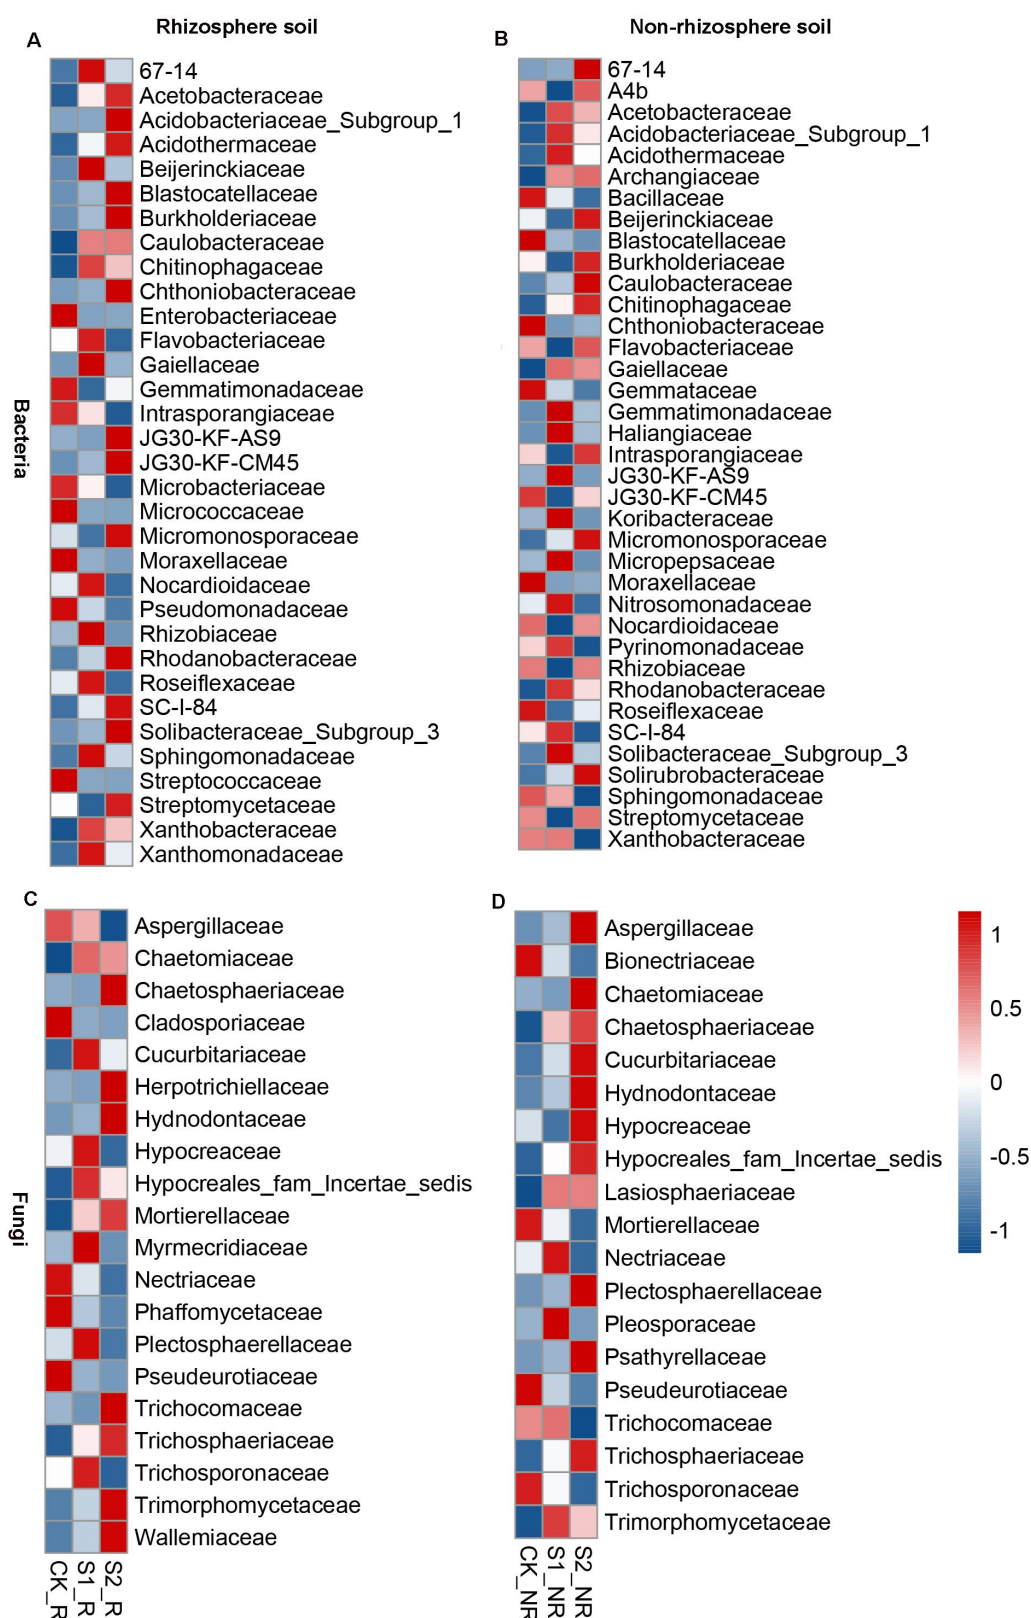 Rhizosphere soil
Non-rhizosphere soil
A
67-14
Acetobacteraceae
Acidobacteriaceae_Subgroup_1
Acidothermaceae
Beijerinckiaceae
Blastocatellaceae
Burkholderiaceae
Caulobacteraceae
Chitinophagaceae
Chthoniobacteraceae
Enterobacteriaceae
Flavobacteriaceae
Gaiellaceae
Gemmatimonadaceae
Intrasporangiaceae
JG30-KF-AS9
JG30-KF-CM45
Microbacteriaceae
Micrococcaceae
Micromonosporaceae
Moraxellaceae
Nocardioidaceae
Pseudomonadaceae
Rhizobiaceae
Rhodanobacteraceae
Roseiflexaceae
SC-I-84
Solibacteraceae_Subgroup_3
Sphingomonadaceae
Streptococcaceae
Streptomycetaceae
Xanthobacteraceae
Xanthomonadaceae
Bacteria
B
67-14
A4b
Acetobacteraceae
Acidobacteriaceae_Subgroup_1
Acidothermaceae
Archangiaceae
Bacillaceae
Beijerinckiaceae
Blastocatellaceae
Burkholderiaceae
Caulobacteraceae
Chitinophagaceae
Chthoniobacteraceae
Flavobacteriaceae
Gaiellaceae
Gemmataceae
Gemmatimonadaceae
Haliangiaceae
Intrasporangiaceae
JG30-KF-AS9
JG30-KF-CM45
Koribacteraceae
Micromonosporaceae
Micropepsaceae
Moraxellaceae
Nitrosomonadaceae
Nocardioidaceae
Pyrinomonadaceae
Rhizobiaceae
Rhodanobacteraceae
Roseiflexaceae
SC-I-84
Solibacteraceae_Subgroup_3
Solirubrobacteraceae
Sphingomonadaceae
Streptomycetaceae
Xanthobacteraceae
C
Aspergillaceae
Chaetomiaceae
Chaetosphaeriaceae
Cladosporiaceae
Cucurbitariaceae
Herpotrichiellaceae
Hydnodontaceae
Hypocreaceae
Hypocreales_fam_Incertae_sedis
Mortierellaceae
Myrmecridiaceae
Nectriaceae
Phaffomycetaceae
Plectosphaerellaceae
Pseudeurotiaceae
Trichocomaceae
Trichosphaeriaceae
Trichosporonaceae
Trimorphomycetaceae
Wallemiaceae
Fungi
CK_R
S1_R
S2_R
D
Aspergillaceae
Bionectriaceae
Chaetomiaceae
Chaetosphaeriaceae
Cucurbitariaceae
Hydnodontaceae
Hypocreaceae
Hypocreales_fam_Incertae_sedis
Lasiosphaeriaceae
Mortierellaceae
Nectriaceae
Plectosphaerellaceae
Pleosporaceae
Psathyrellaceae
Pseudeurotiaceae
Trichocomaceae
Trichosphaeriaceae
Trichosporonaceae
Trimorphomycetaceae
CK_NR
S1_NR
S2_NR
1
0.5
0
-0.5
-1